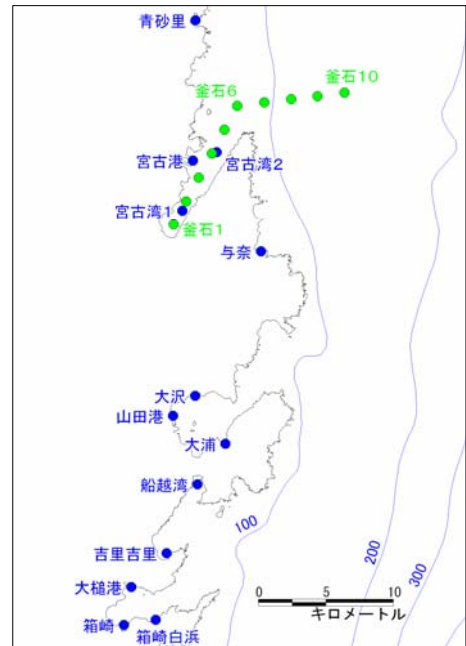 青砂里
釜石6
釜石10
宮古港
宮古湾2
宮古湾1
釜石1
与奈
大沢
山田港
大浦
船越湾
100
200
300
吉里吉里
大槌港
0 5 10
キロメートル
箱崎
箱崎白浜